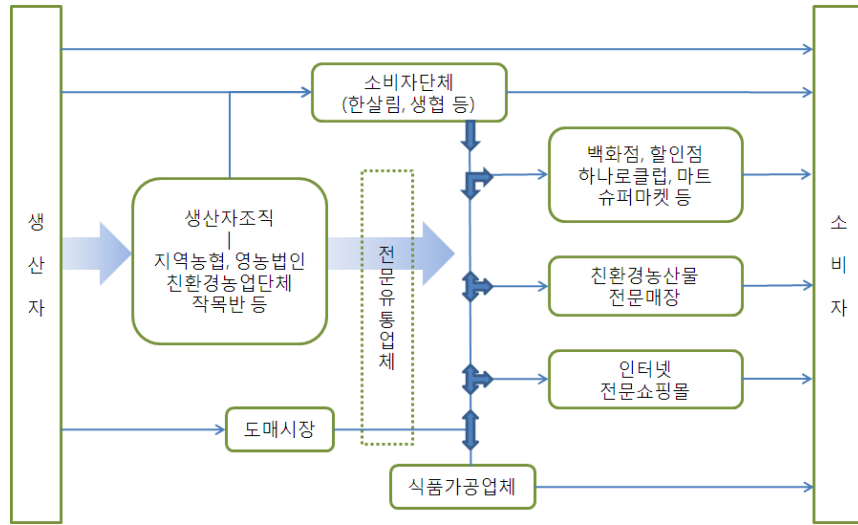 생
산
자
소비자단체
(한살림, 생협 등)
생산자조직
|
지역농협, 영농법인
친환경농업단체
작목반 등
전
문
유
통
업
체
도매시장
백화점, 할인점
하나로클럽, 마트
슈퍼마켓 등
친환경농산물
전문매장
인터넷
전문쇼핑몰
식품가공업체
소
비
자